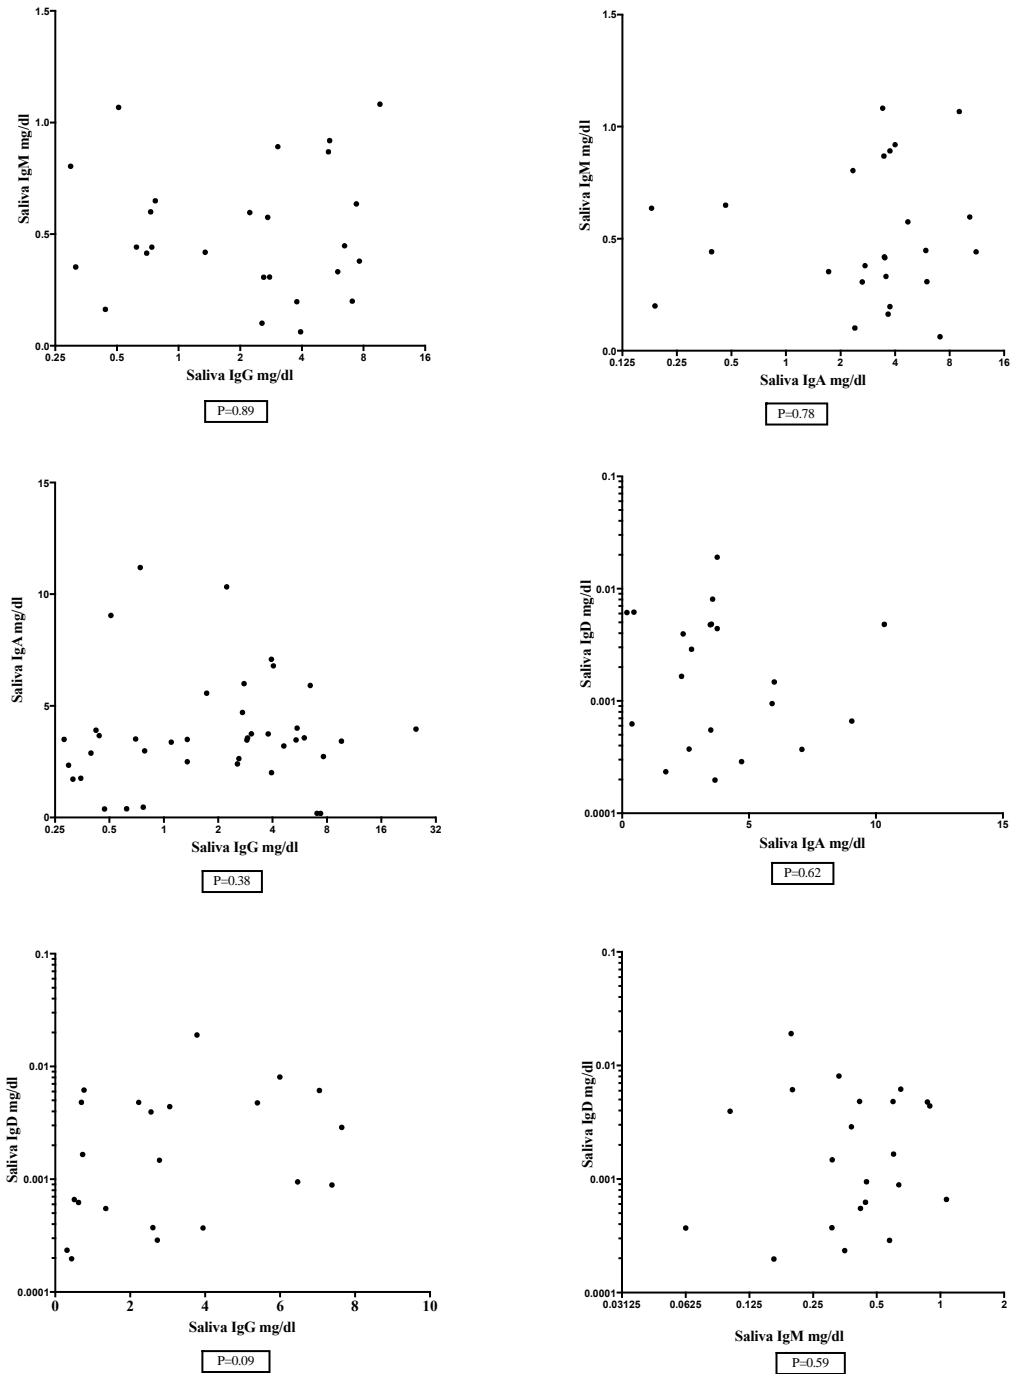 1.5
1.0
0.5
0.0
Saliva IgM mg/dl
0.25 0.5 1 2 4 8 16
Saliva IgG mg/dl
P=0.89
1.5
1.0
0.5
0.0
Saliva IgM mg/dl
0.125 0.25 0.5 1 2 4 8 16
Saliva IgA mg/dl
P=0.78
15
10
5
0
Saliva IgA mg/dl
0.25 0.5 1 2 4 8 16 32
Saliva IgG mg/dl
P=0.38
0.1
0.01
0.001
0.0001
Saliva IgD mg/dl
0 5 10 15
Saliva IgA mg/dl
P=0.62
0.1
0.01
0.001
0.0001
Saliva IgD mg/dl
0 2 4 6 8 10
Saliva IgG mg/dl
P=0.09
0.1
0.01
0.001
0.0001
Saliva IgD mg/dl
0.03125 0.0625 0.125 0.25 0.5 1 2
Saliva IgM mg/dl
P=0.59